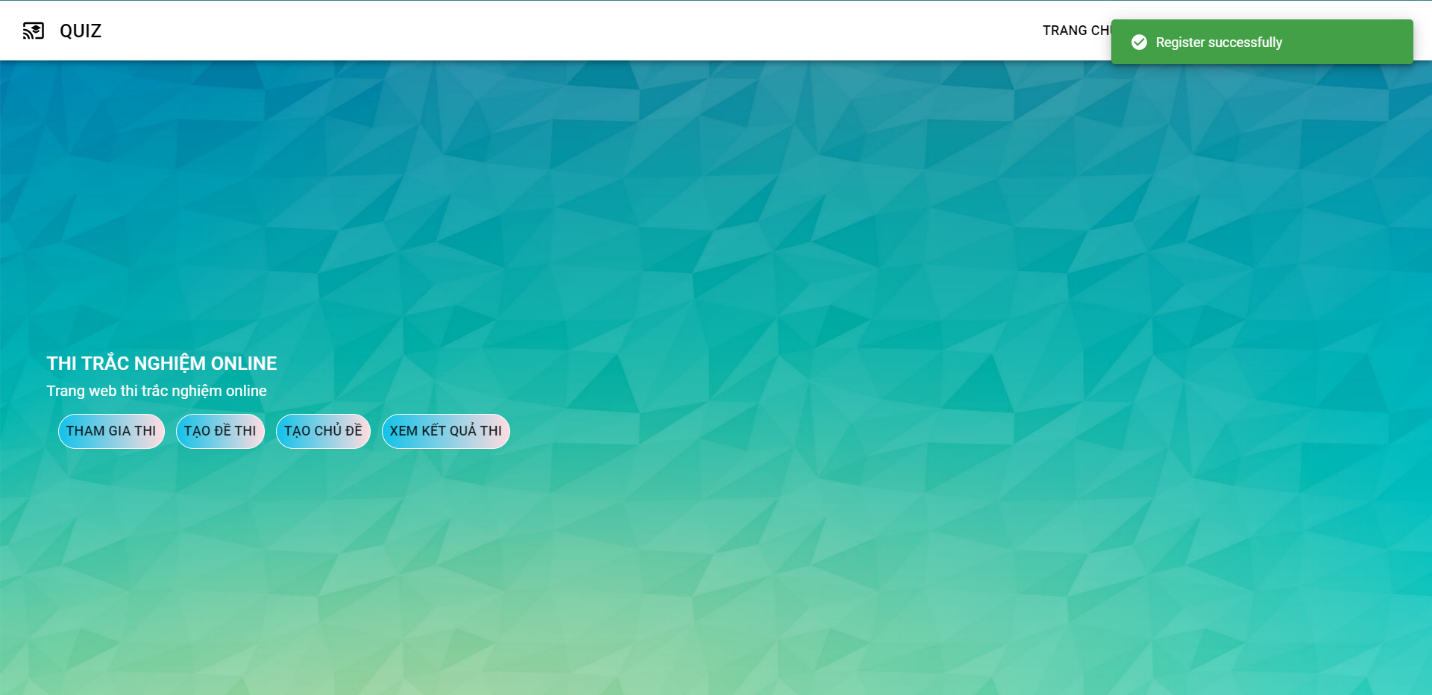 QUIZ
TRANG
Register successfully
THI TRẮC NGHIỆM ONLINE
Trang web thi trắc nghiệm online
THAM GIA THI
TẠO ĐỀ THI
TẠO CHỦ ĐỀ
XEM KẾT QUẢ THI